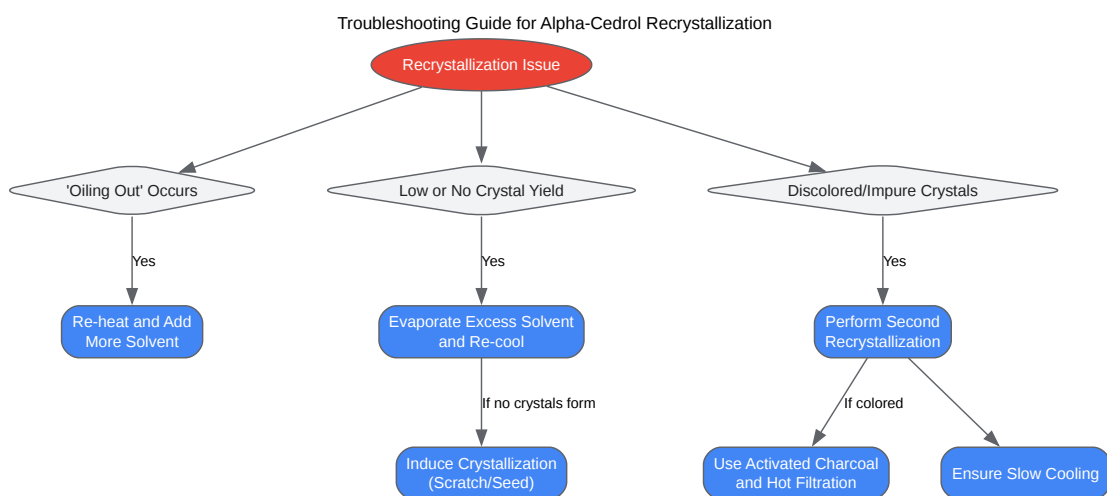 Troubleshooting Guide for Alpha-Cedrol Recrystallization
Recrystallization Issue
'Oiling Out' Occurs
Low or No Crystal Yield
Discolored/Impure Crystals
Yes
Yes
Yes
Re-heat and Add
More Solvent
Evaporate Excess Solvent
and Re-cool
Perform Second
Recrystallization
If no crystals form
If colored
Induce Crystallization
(Scratch/Seed)
Use Activated Charcoal
and Hot Filtration
Ensure Slow Cooling